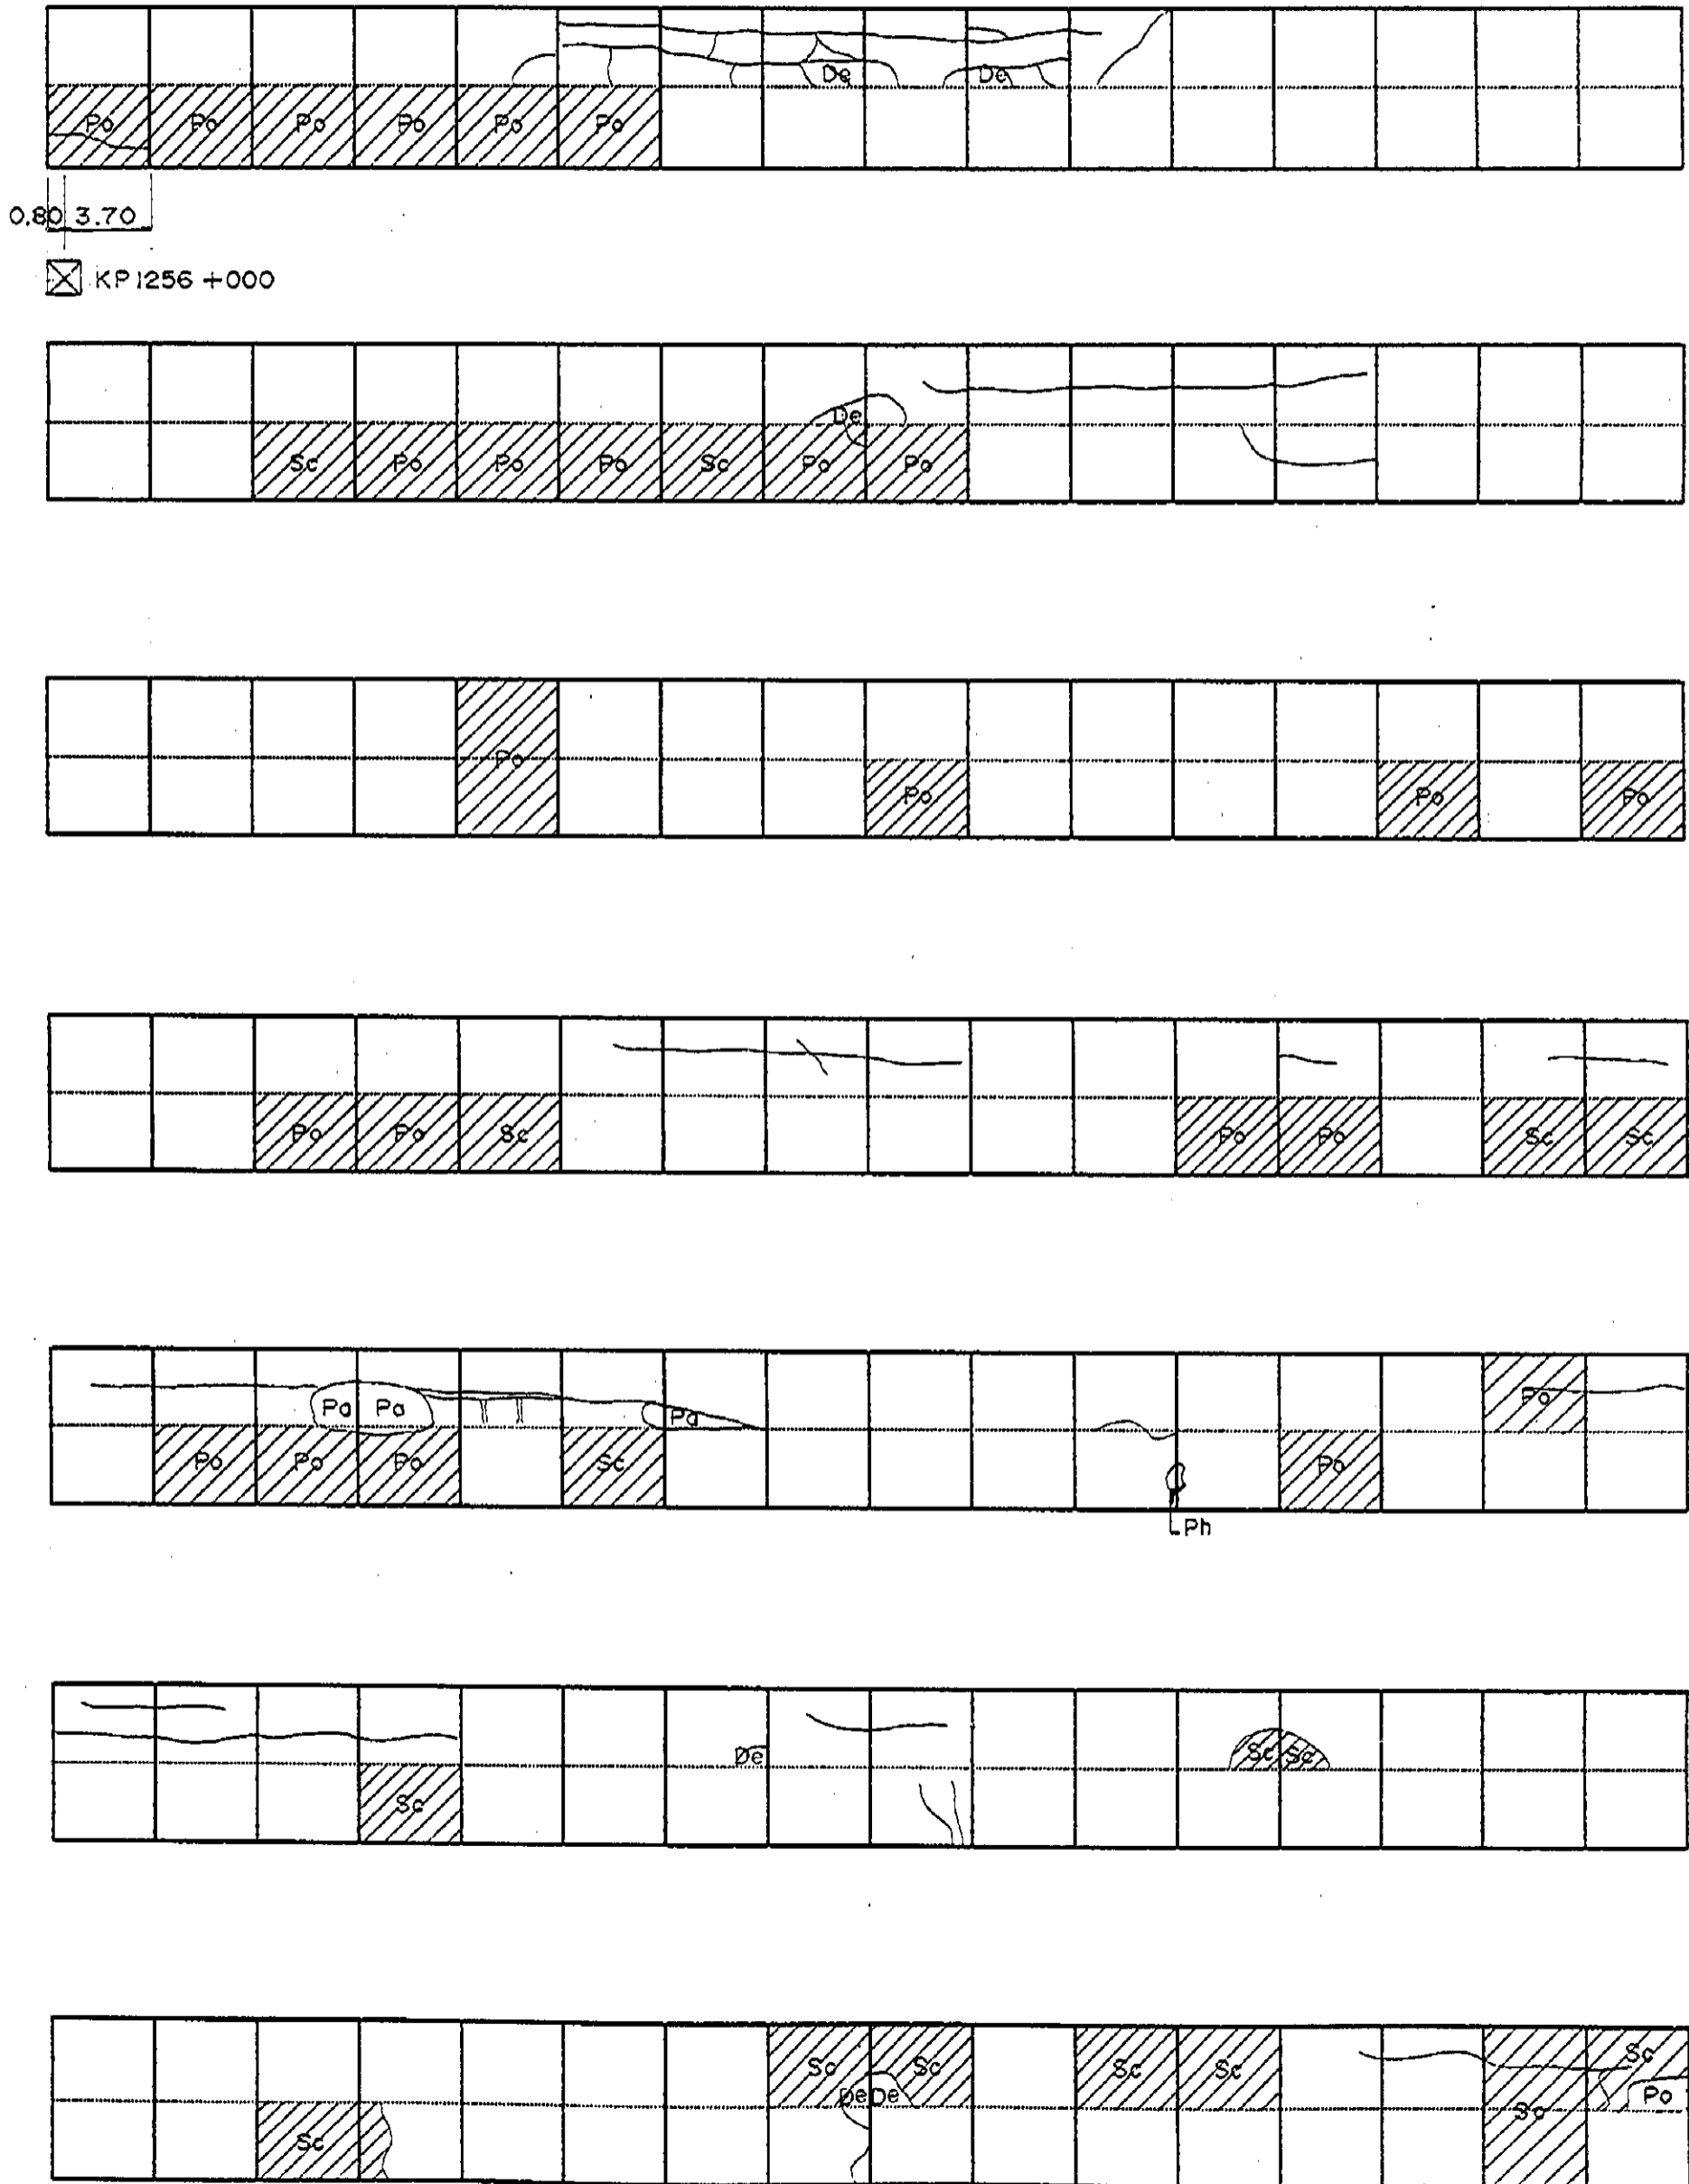 De De
Po Po Po Po Po Po
0.80 3.70
KP1256 +000
De
Sc Po Po Po Sc Po Po
Po
Po Po Po
Po Po Sc Po Po Sc Sc
Pa Pa Pa Po
Po Po Po Sc Po
Ph
De Sc Sc
Sc
Sc Sc Sc Sc Sc
De De Po
Sc Sc